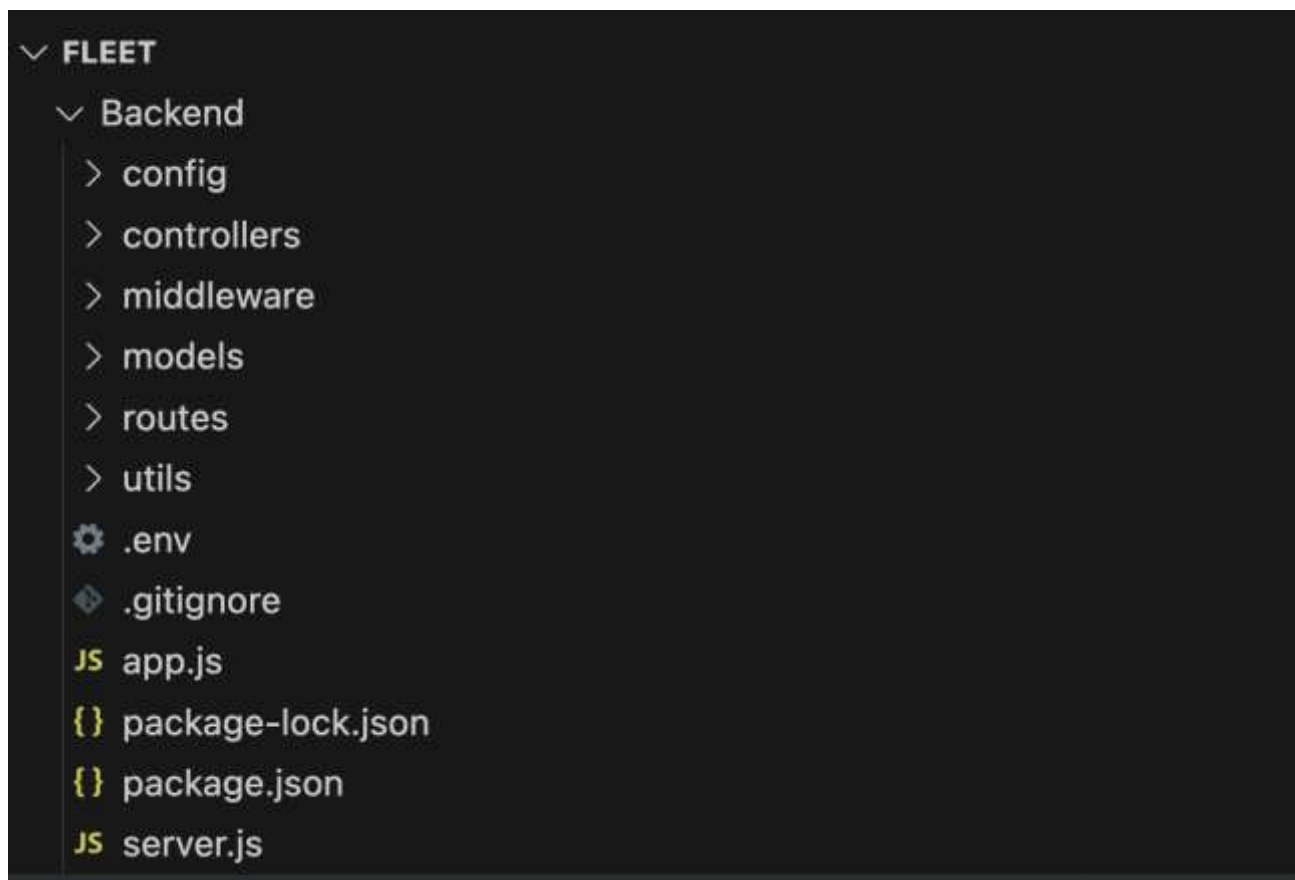 FLEET
Backend
config
controllers
middleware
models
routes
utils
.env
.gitignore
JS app.js
{} package-lock.json
{} package.json
JS server.js